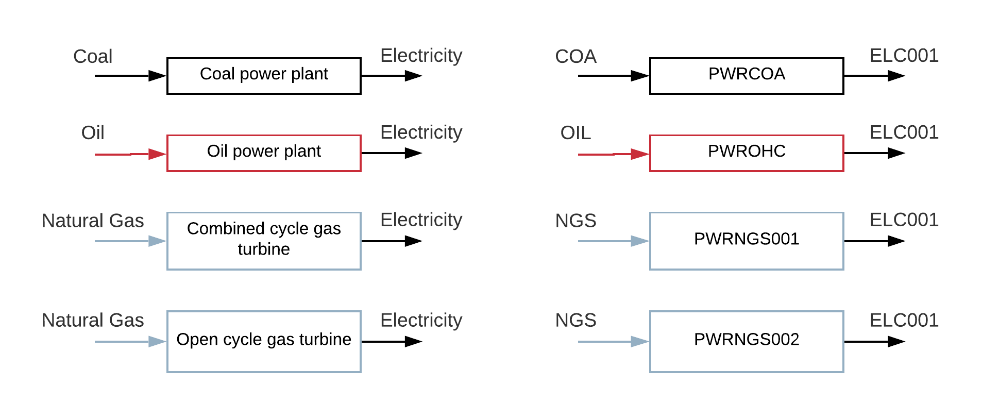 Coal
Electricity
COA
ELC001
Coal power plant
PWRCOA
Oil
Electricity
OIL
ELC001
Oil power plant
PWROHC
Natural Gas
Electricity
NGS
ELC001
Combined cycle gas
turbine
PWRNGS001
Natural Gas
Electricity
NGS
ELC001
Open cycle gas turbine
PWRNGS002